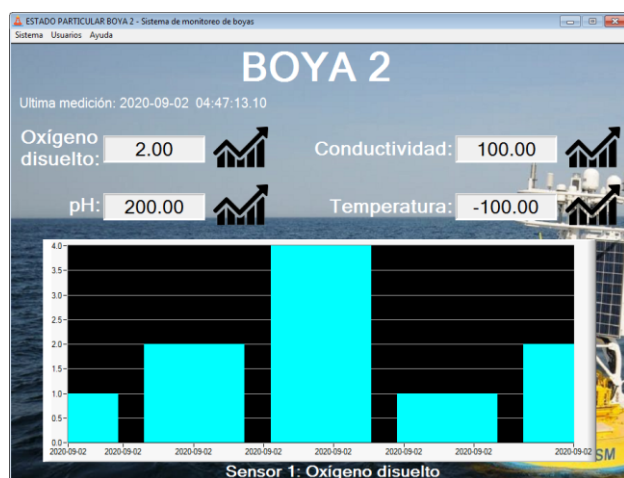 ESTADO PARTICULAR BOYA 2 - Sistema de monitoreo de boyas
Sistema Usuarios Ayuda
BOYA 2
Ultima medición: 2020-09-02 04:47:13.10
Oxígeno
disuelto:
2.00
Conductividad:
100.00
pH:
200.00
Temperatura:
-100.00
4.0
3.5
3.0
2.5
2.0
1.5
1.0
0.5
0.0
2020-09-02 2020-09-02 2020-09-02 2020-09-02 2020-09-02 2020-09-02 2020-09-02 2020-09-02
SM
Sensor 1: Oxígeno disuelto